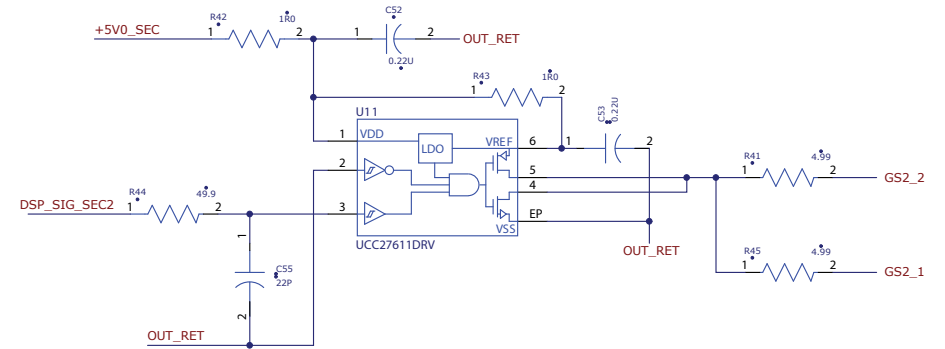 R42
1R0
C52
+5V0_SEC
1
2
1
2
OUT_RET
0.22U
R43
1R0
1
2
C53
0.22U
U11
1
VDD
LDO
VREF
6
1
2
2
5
4
R41
4.99
1
2
GS2_2
R44
49.9
DSP_SIG_SEC2
1
2
3
EP
VSS
UCC27611DRV
OUT_RET
R45
4.99
1
2
GS2_1
1
C55
22P
2
OUT_RET